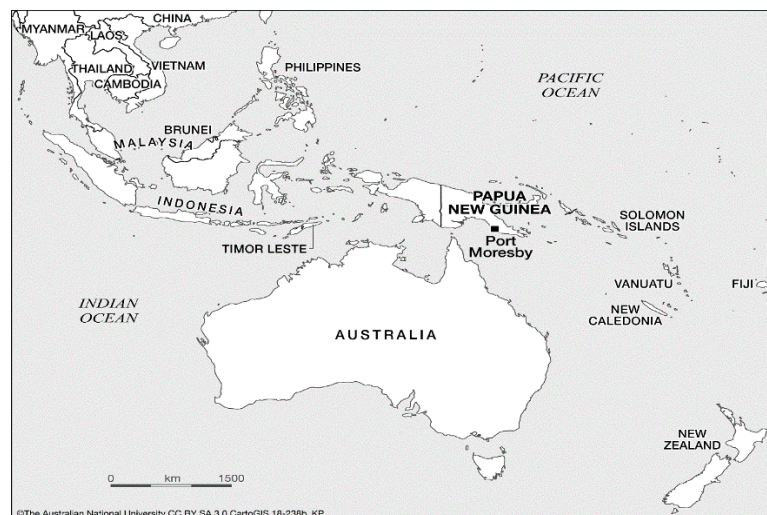 CHINA
MYANMAR
LAOS
THAILAND
VIETNAM
CAMBODIA
PHILIPPINES
PACIFIC
OCEAN
BRUNEI
MALAYSIA
INDONESIA
PAPUA
NEW GUINEA
Port
Moresby
SOLOMON
ISLANDS
TIMOR LESTE
VANUATU
FIJI
NEW
CALEDONIA
INDIAN
OCEAN
AUSTRALIA
NEW
ZEALAND
0 km 1500
©The Australian National University CC BY SA 3.0 CartoGIS 18-238b_KP